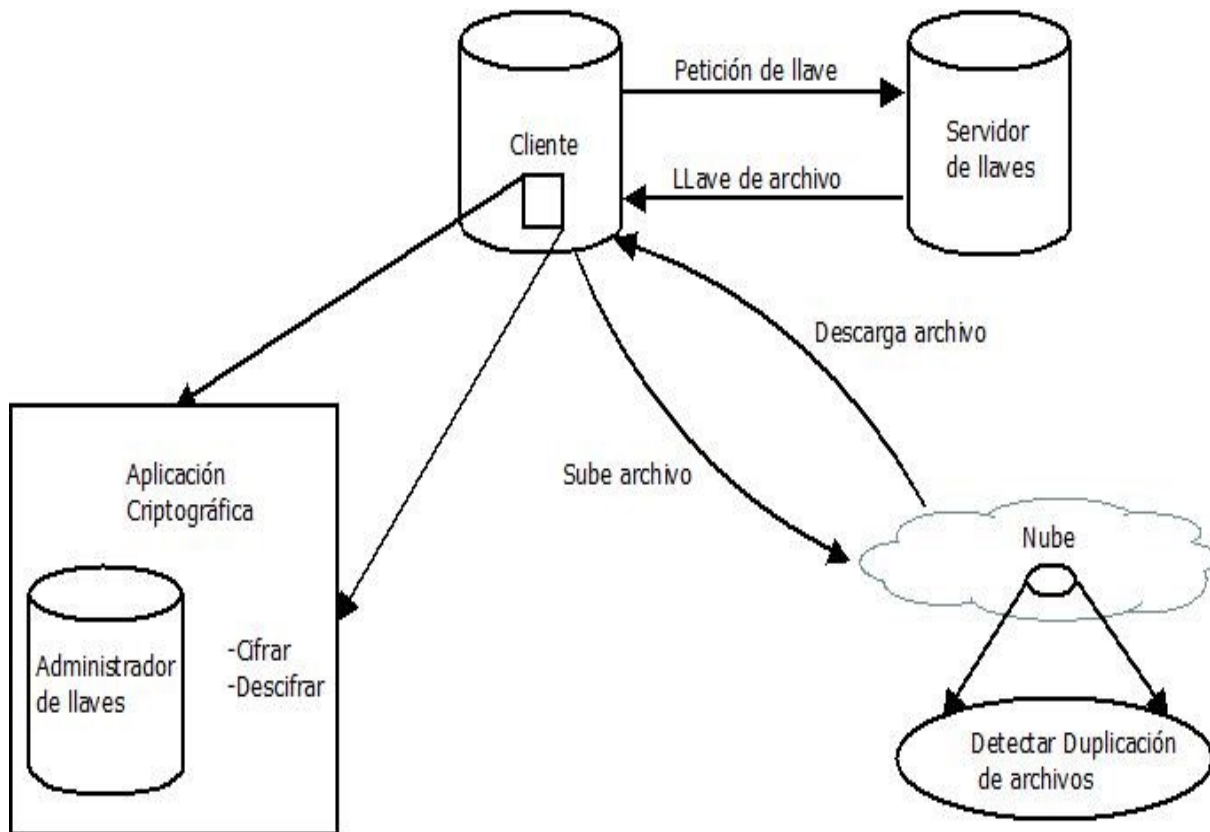 Petición de llave
Cliente
Servidor
de llaves
LLave de archivo
Descarga archivo
Sube archivo
Aplicación
Criptográfica
Nube
Administrador
de llaves
-Cifrar
-Descifrar
Detectar Duplicación
de archivos